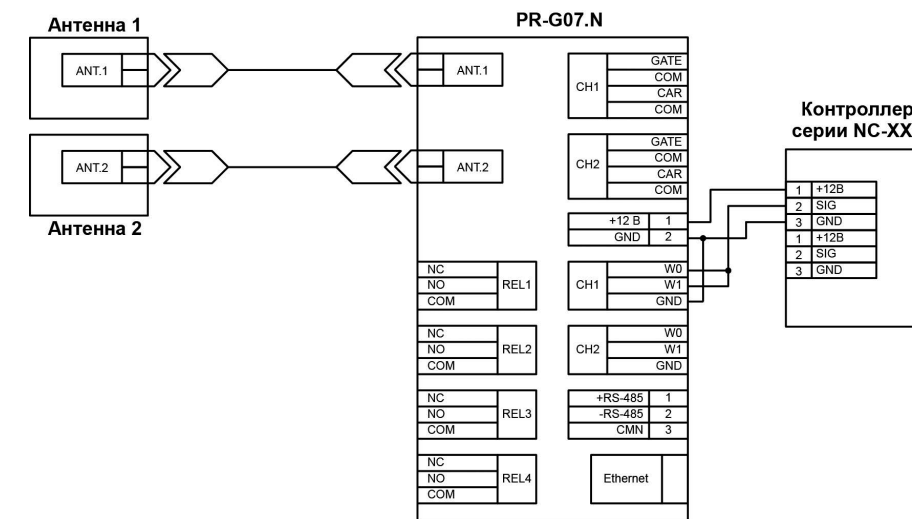 Антенна 1
ANT.1
ANT.2
Антенна 2
PR-G07.N
ANT.1
ANT.2
CH1
GATE
COM
CAR
COM
CH2
GATE
COM
CAR
COM
+12 В 1
GND 2
CH1
W0
W1
GND
CH2
W0
W1
GND
+RS-485 1
-RS-485 2
CMN 3
Ethernet
NC
NO
COM
REL1
NC
NO
COM
REL2
NC
NO
COM
REL3
NC
NO
COM
REL4
Контроллер
серии NC-XX
1 +12В
2 SIG
3 GND
1 +12В
2 SIG
3 GND